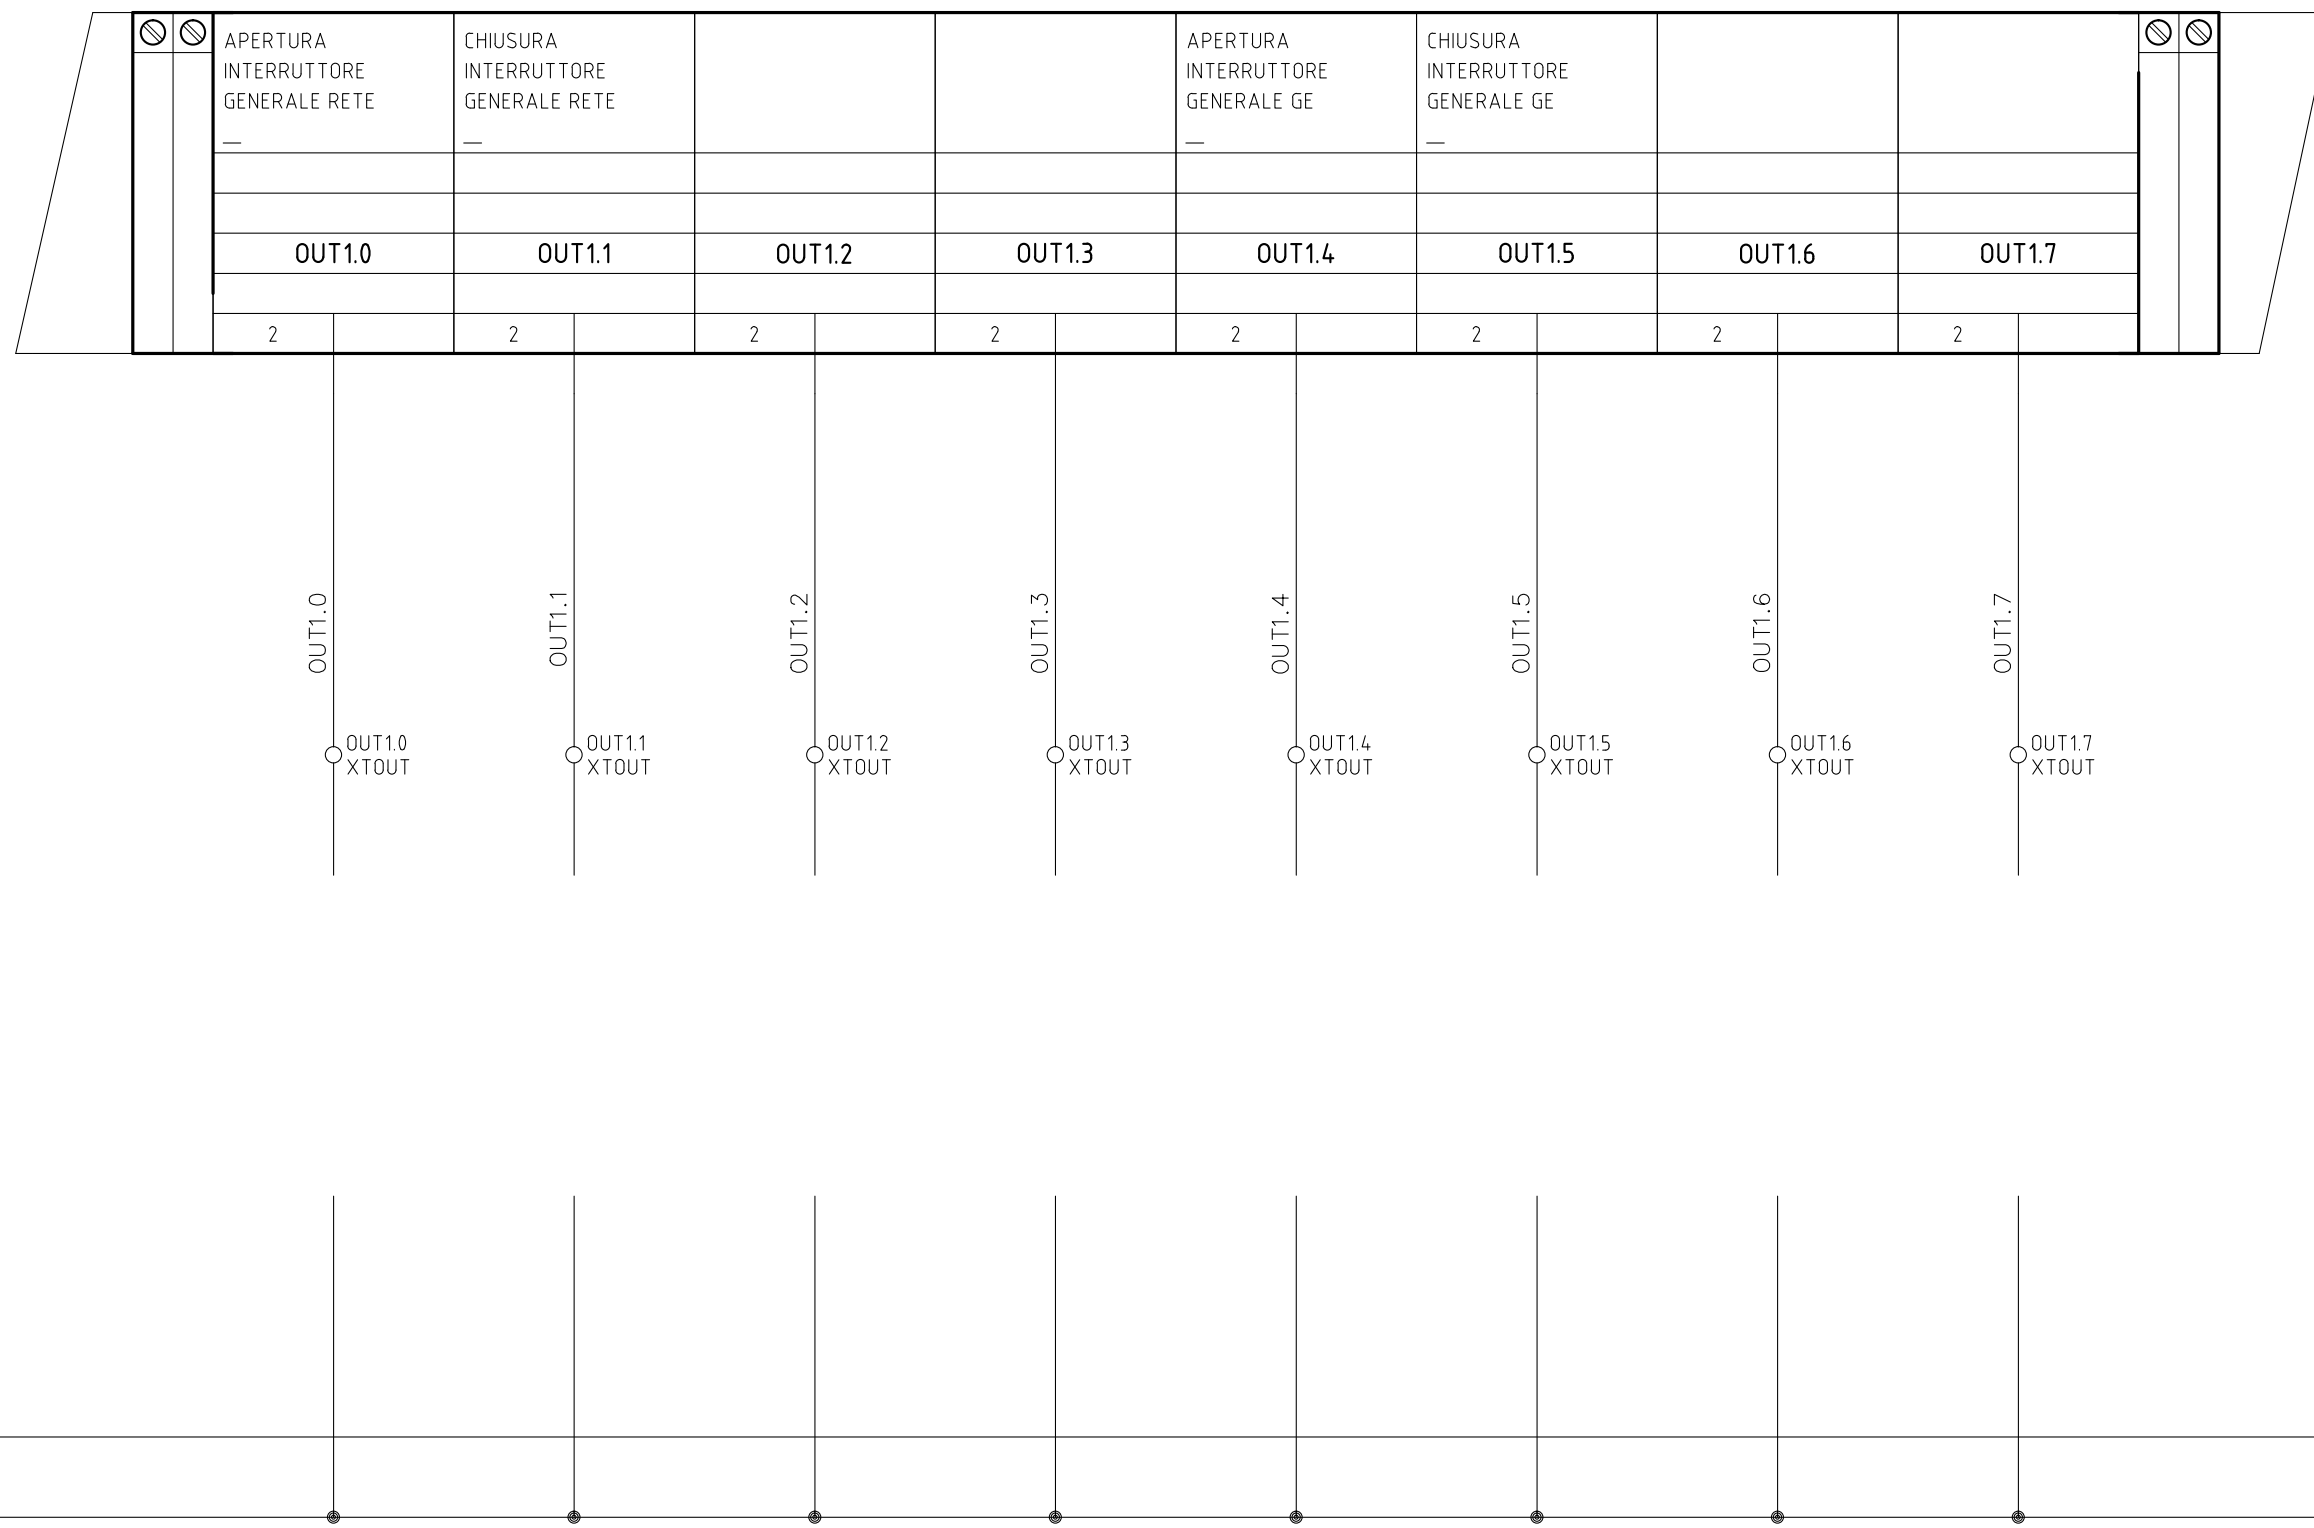 APERTURA
INTERRUTTORE
GENERALE RETE
—
CHIUSURA
INTERRUTTORE
GENERALE RETE
—
APERTURA
INTERRUTTORE
GENERALE GE
—
CHIUSURA
INTERRUTTORE
GENERALE GE
—
OUT1.0 OUT1.1 OUT1.2 OUT1.3 OUT1.4 OUT1.5 OUT1.6 OUT1.7
2 2 2 2 2 2 2 2
OUT1.0
OUT1.1
OUT1.2
OUT1.3
OUT1.4
OUT1.5
OUT1.6
OUT1.7
OUT1.0
XTOUT
OUT1.1
XTOUT
OUT1.2
XTOUT
OUT1.3
XTOUT
OUT1.4
XTOUT
OUT1.5
XTOUT
OUT1.6
XTOUT
OUT1.7
XTOUT